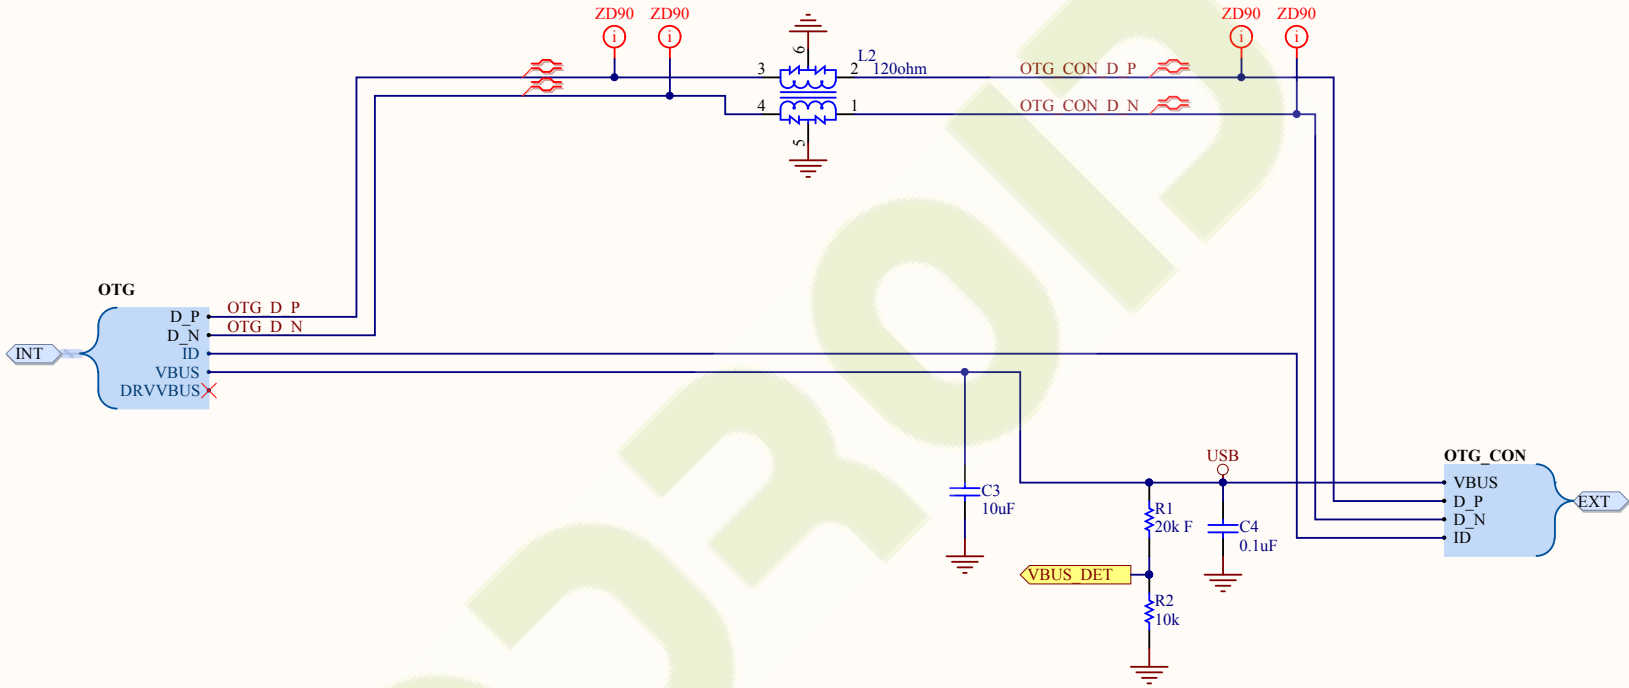 ZD90 ZD90 ZD90 ZD90
i i i i
6
L2
3 2 120ohm OTG_CON_D_P
4 1 OTG_CON_D_N
5
OTG
D_P OTG_D_P
D_N OTG_D_N
INT ID
VBUS
DRVVBUS
USB OTG_CON
C3 VBUS
10uF R1 D_P EXT
20k F C4 D_N
0.1uF ID
VBUS_DET
R2
10k